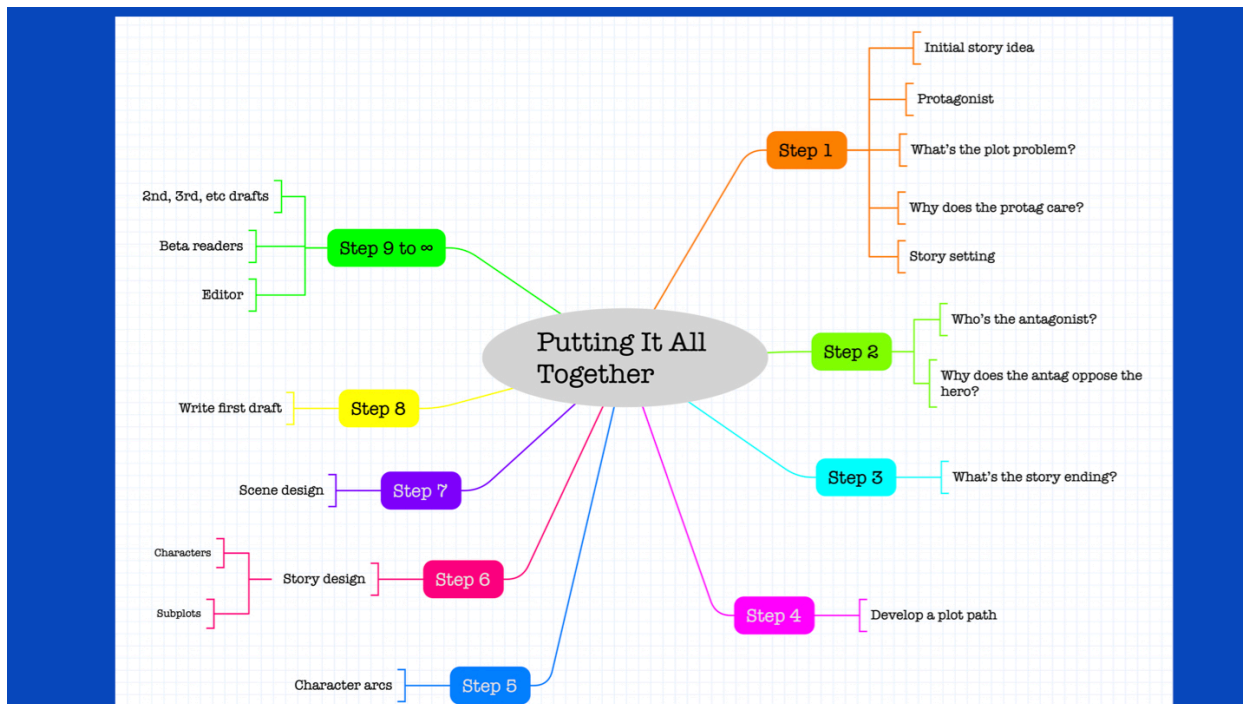 Putting It All
Together
Step 1
Initial story idea
Protagonist
What's the plot problem?
Why does the protag care?
Story setting
Step 2
Who's the antagonist?
Why does the antag oppose the
hero?
Step 3
What's the story ending?
Step 4
Develop a plot path
Step 5
Character arcs
Step 6
Story design
Characters
Subplots
Step 7
Scene design
Step 8
Write first draft
Step 9 to ∞
2nd, 3rd, etc drafts
Beta readers
Editor